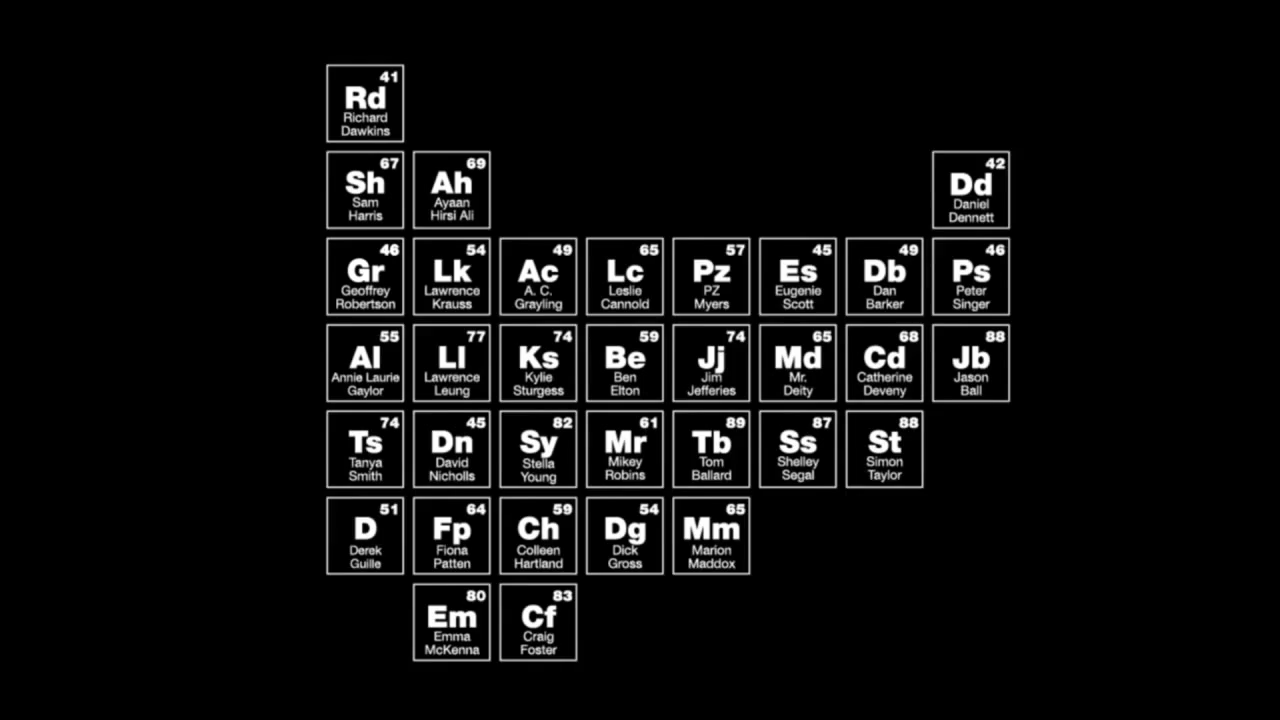 41
Rd
Richard
Dawkins
67
Sh
Sam
Harris
69
Ah
Ayaan
Hirsi Ali
42
Dd
Daniel
Dennett
46
Gr
Geoffrey
Robertson
54
Lk
Lawrence
Krauss
49
Ac
A. C.
Grayling
65
Lc
Leslie
Cannold
57
Pz
PZ
Myers
45
Es
Eugenie
Scott
49
Db
Dan
Barker
46
Ps
Peter
Singer
55
Al
Annie Laurie
Gaylor
77
Ll
Lawrence
Leung
74
Ks
Kylie
Sturgess
59
Be
Ben
Elton
74
Jj
Jim
Jefferies
65
Md
Mr.
Deity
68
Cd
Catherine
Deveny
88
Jb
Jason
Ball
74
Ts
Tanya
Smith
45
Dn
David
Nicholls
82
Sy
Stella
Young
61
Mr
Mikey
Robins
89
Tb
Tom
Ballard
87
Ss
Shelley
Segal
88
St
Simon
Taylor
51
D
Derek
Guille
64
Fp
Fiona
Patten
59
Ch
Colleen
Hartland
54
Dg
Dick
Gross
65
Mm
Marion
Maddox
80
Em
Emma
McKenna
83
Cf
Craig
Foster